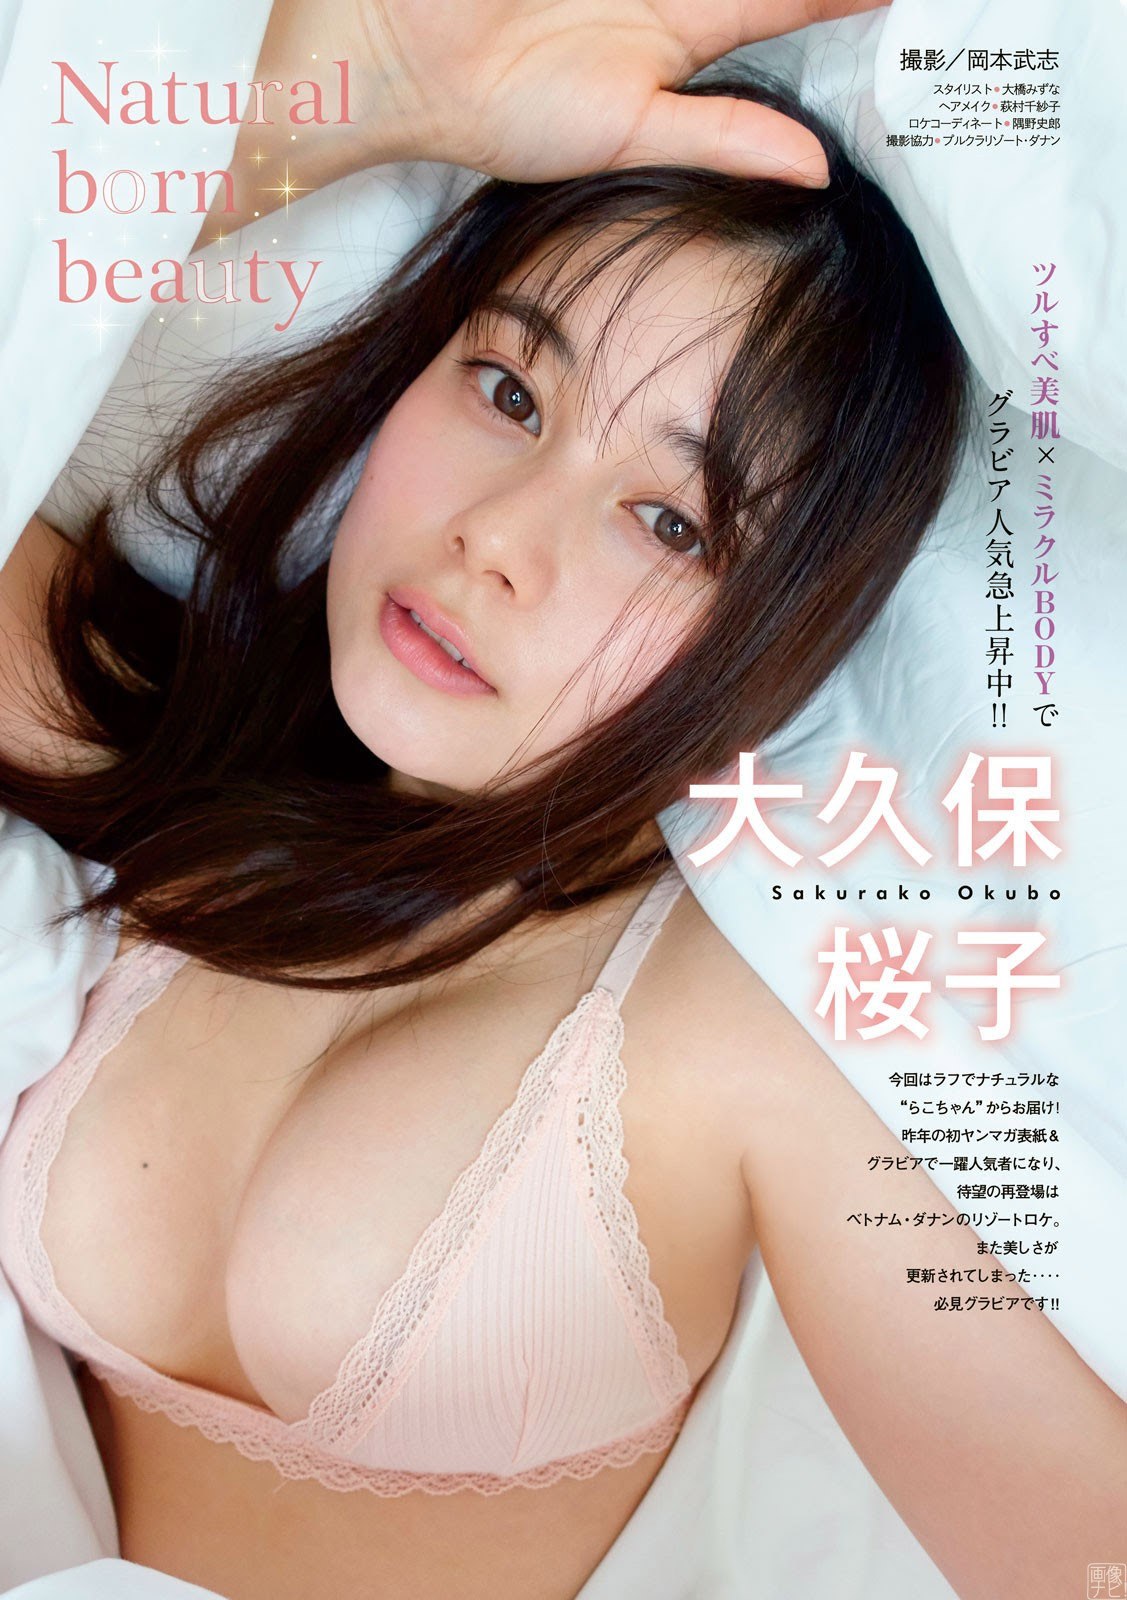 Natural
born
beauty
撮影／岡本武志
スタイリスト●大橋みずな
ヘアメイク●萩村千紗子
ロケコーディネート●隅野史郎
撮影協力●プルクラリゾート・ダナン
ツルすべ美肌×ミラクルBODYで
グラビア人気急上昇中!!
大久保
Sakurako Okubo
桜子
今回はラフでナチュラルな
“らこちゃん”からお届け!
昨年の初ヤンマガ表紙&
グラビアで一躍人気者になり、
待望の再登場は
ベトナム・ダナンのリゾートロケ。
また美しさが
更新されてしまった‥‥
必見グラビアです!!
画像
ナビ!